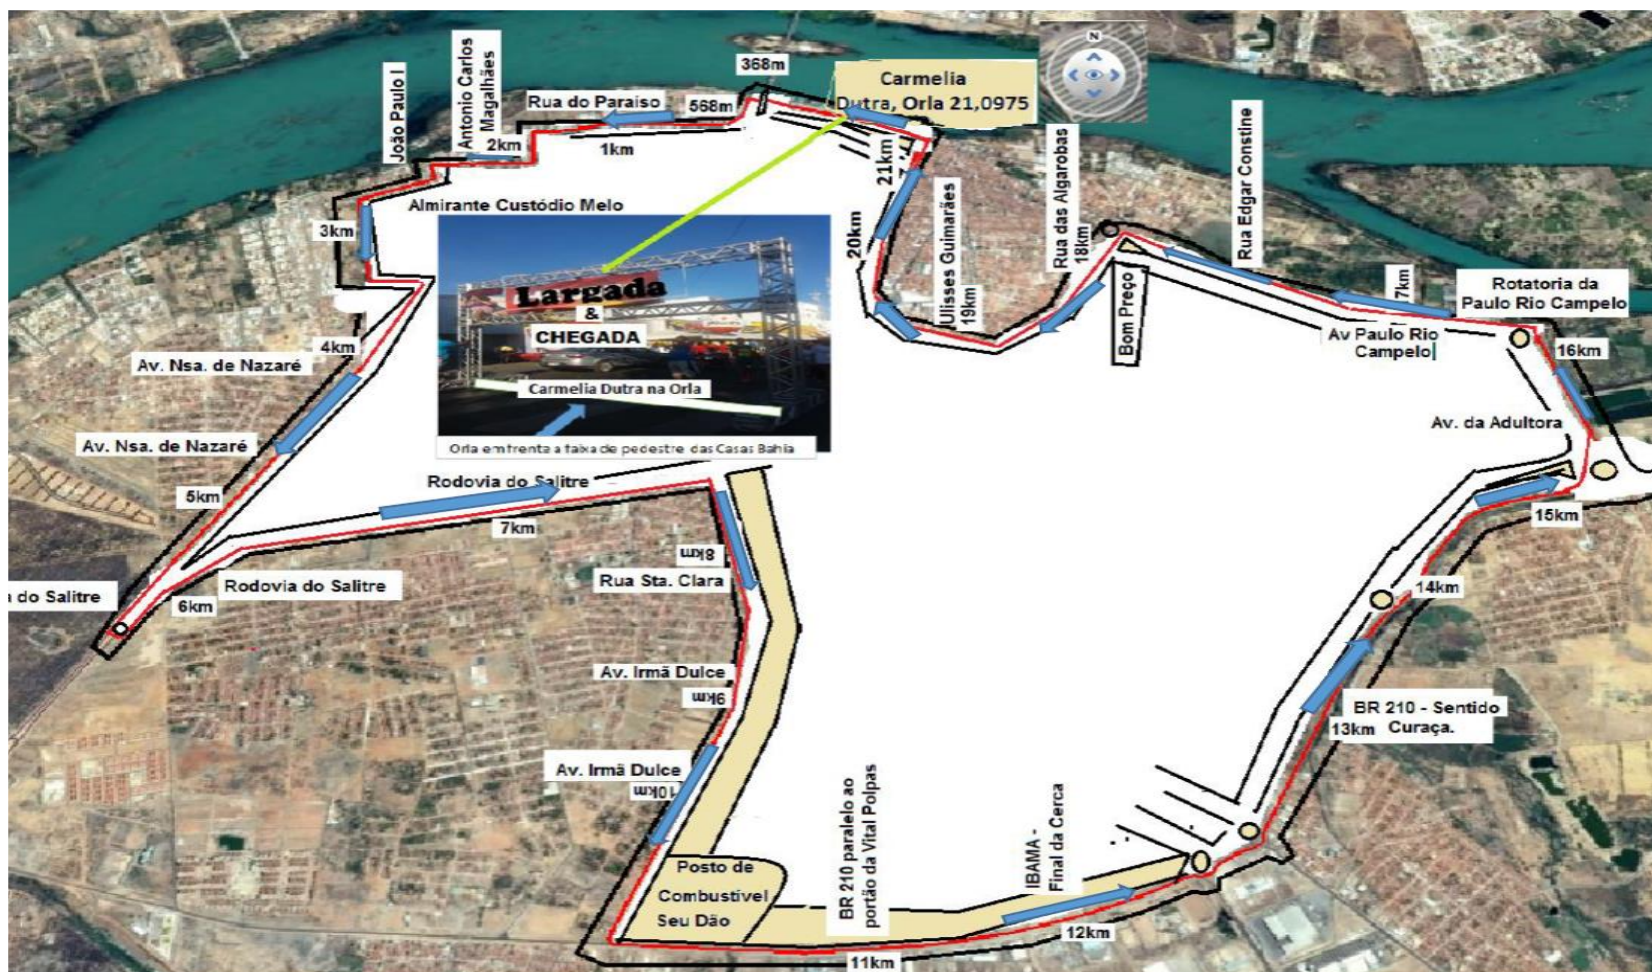 N
368m
Carmelia
Dutra, Orla 21,0975
João Paulo I
Antonio Carlos
Magalhães
2km
Rua do Paraiso
568m
1km
21km
Almirante Custódio Melo
3km
20km
Ulisses Guimarães
19km
Rua das Algarobas
18km
Rua Edgar Constine
7km
Rotatoria da
Paulo Rio Campelo
Largada
&
CHEGADA
Carmelia Dutra na Orla
Orla em frente a faixa de pedestre das Casas Bahia
Bom Preço
Av Paulo Rio
Campelo
16km
4km
Av. Nsa. de Nazaré
Av. Nsa. de Nazaré
Av. da Adultora
5km
Rodovia do Salitre
7km
15km
8km
Rua Sta. Clara
a do Salitre
6km
Rodovia do Salitre
14km
Av. Irmã Dulce
9km
BR 210 - Sentido
Curaça.
13km
Av. Irmã Dulce
10km
Posto de
Combustível
Seu Dão
BR 210 paralelo ao
portão da Vital Polpas
IBAMA -
Final da Cerca
12km
11km